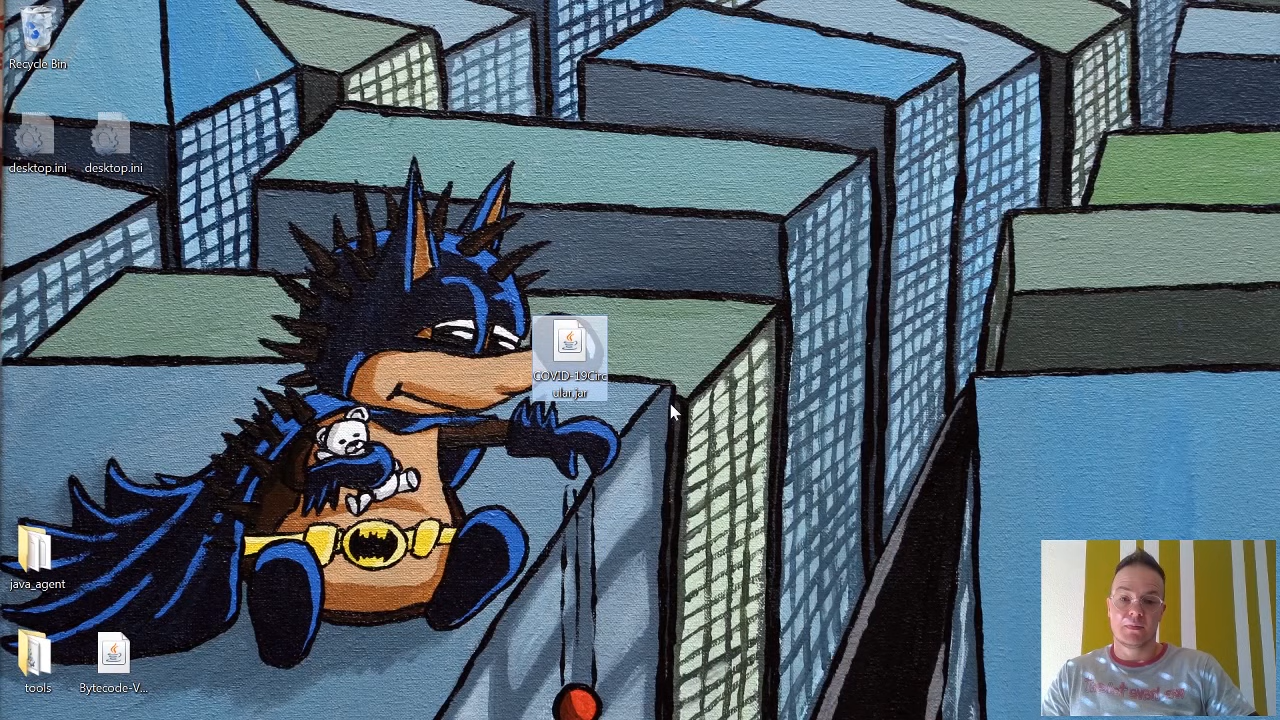 Recycle Bin
desktop.ini
desktop.ini
COVID-19Circ
ular.jar
java_agent
tools
Bytecode-V...